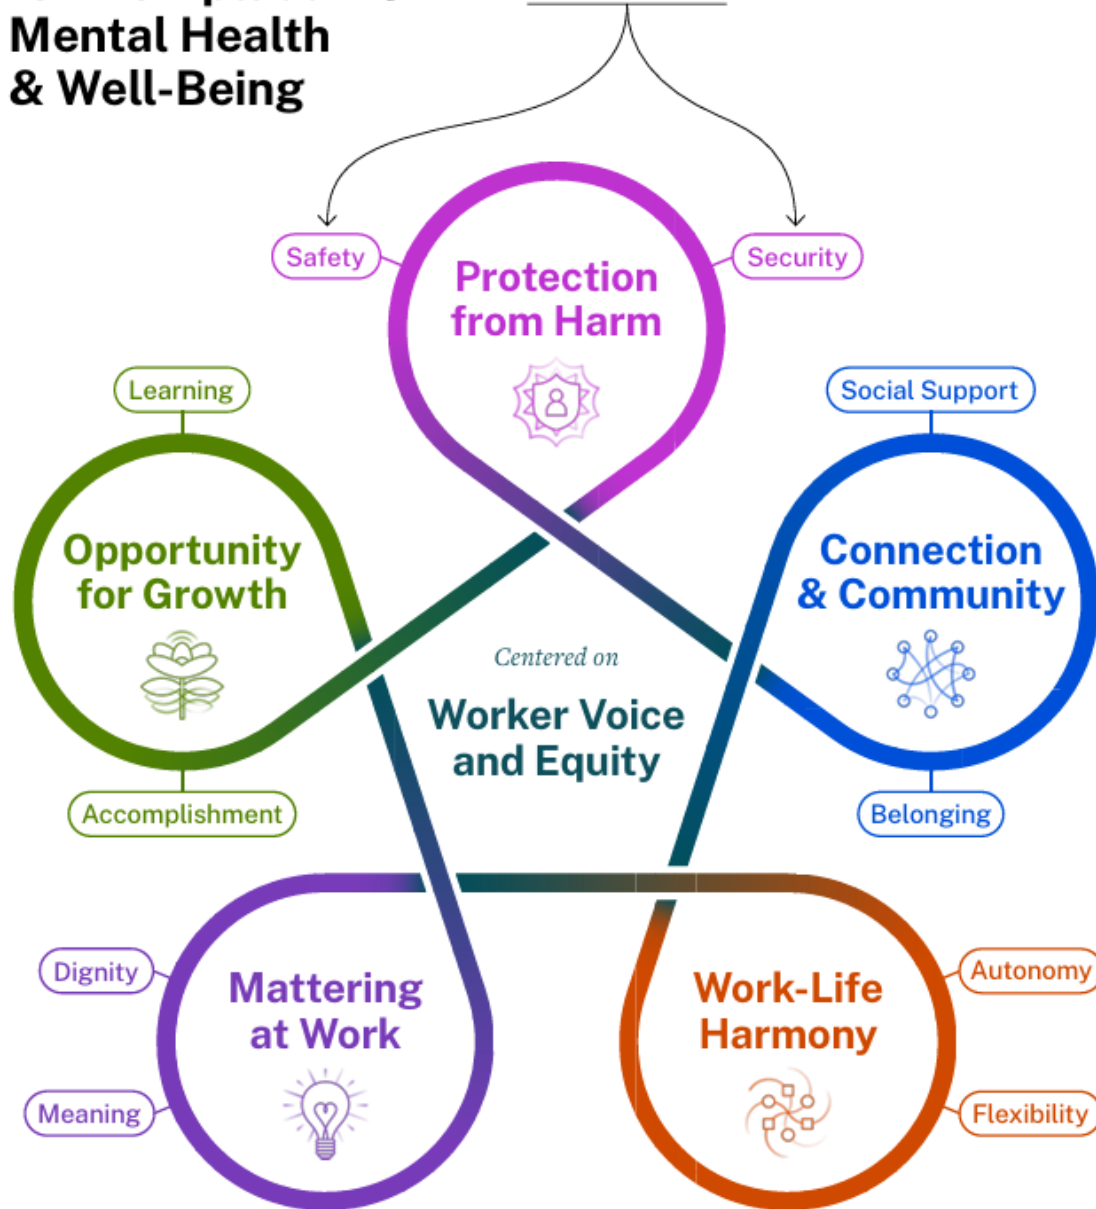 Mental Health
& Well-Being
Safety
Security
Protection
from Harm
Learning
Social Support
Opportunity
for Growth
Connection
& Community
Centered on
Worker Voice
and Equity
Accomplishment
Belonging
Dignity
Autonomy
Mattering
at Work
Work-Life
Harmony
Meaning
Flexibility